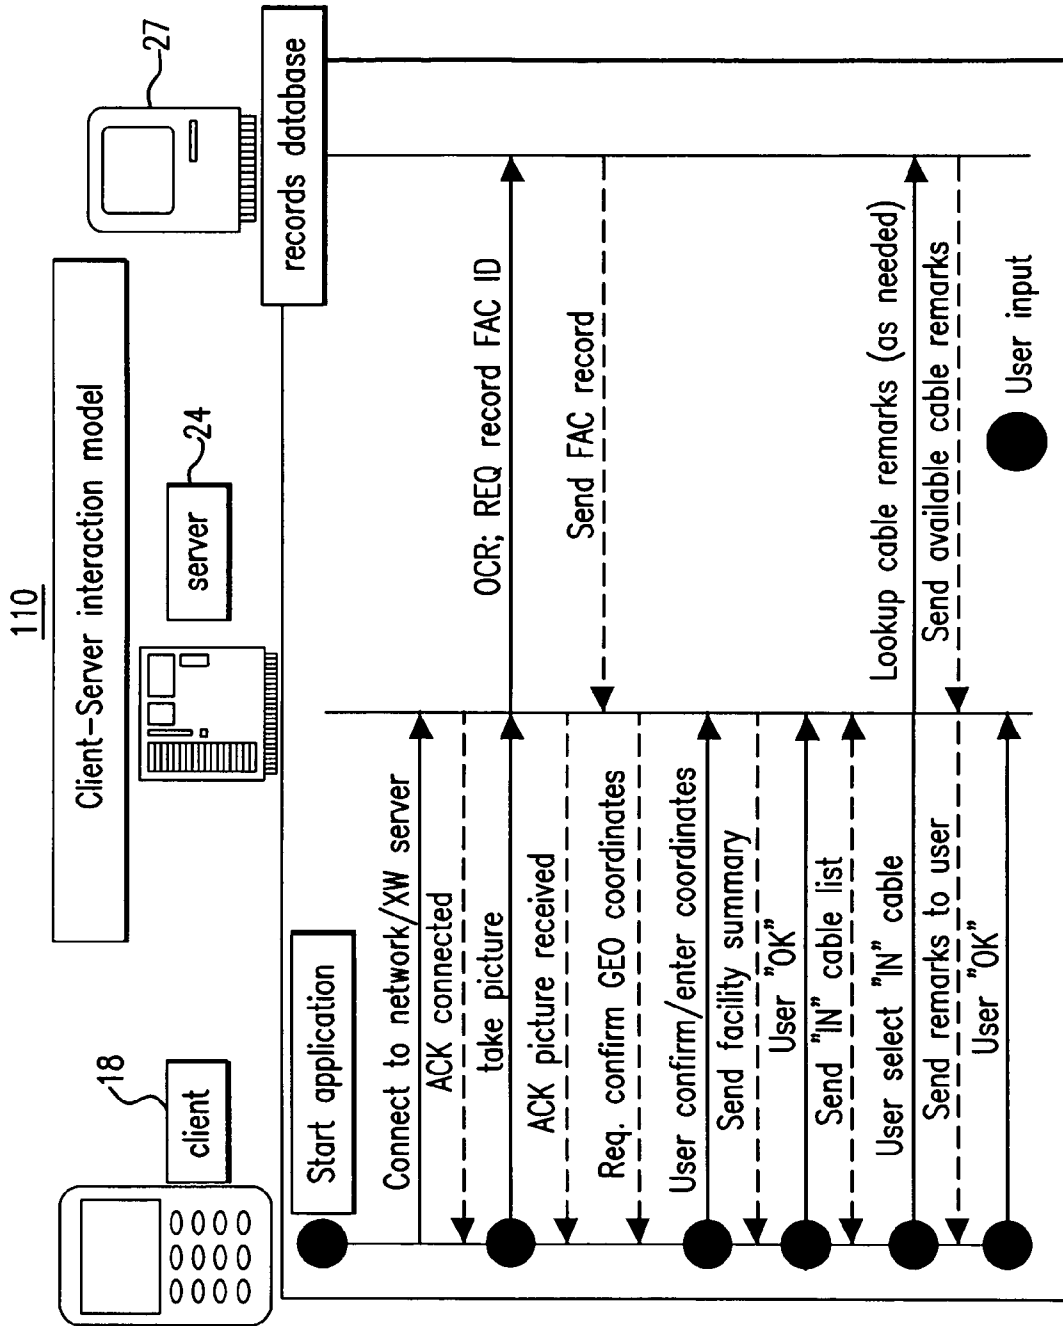 110
Client-Server interaction model
18
client
server
24
27
records database
Start application
Connect to network/XW server
ACK connected
take picture
OCR; REQ record FAC ID
ACK picture received
Send FAC record
Req. confirm GEO coordinates
User confirm/enter coordinates
Send facility summary
User "OK"
Send "IN" cable list
User select "IN" cable
Lookup cable remarks (as needed)
Send remarks to user
Send available cable remarks
User "OK"
User input